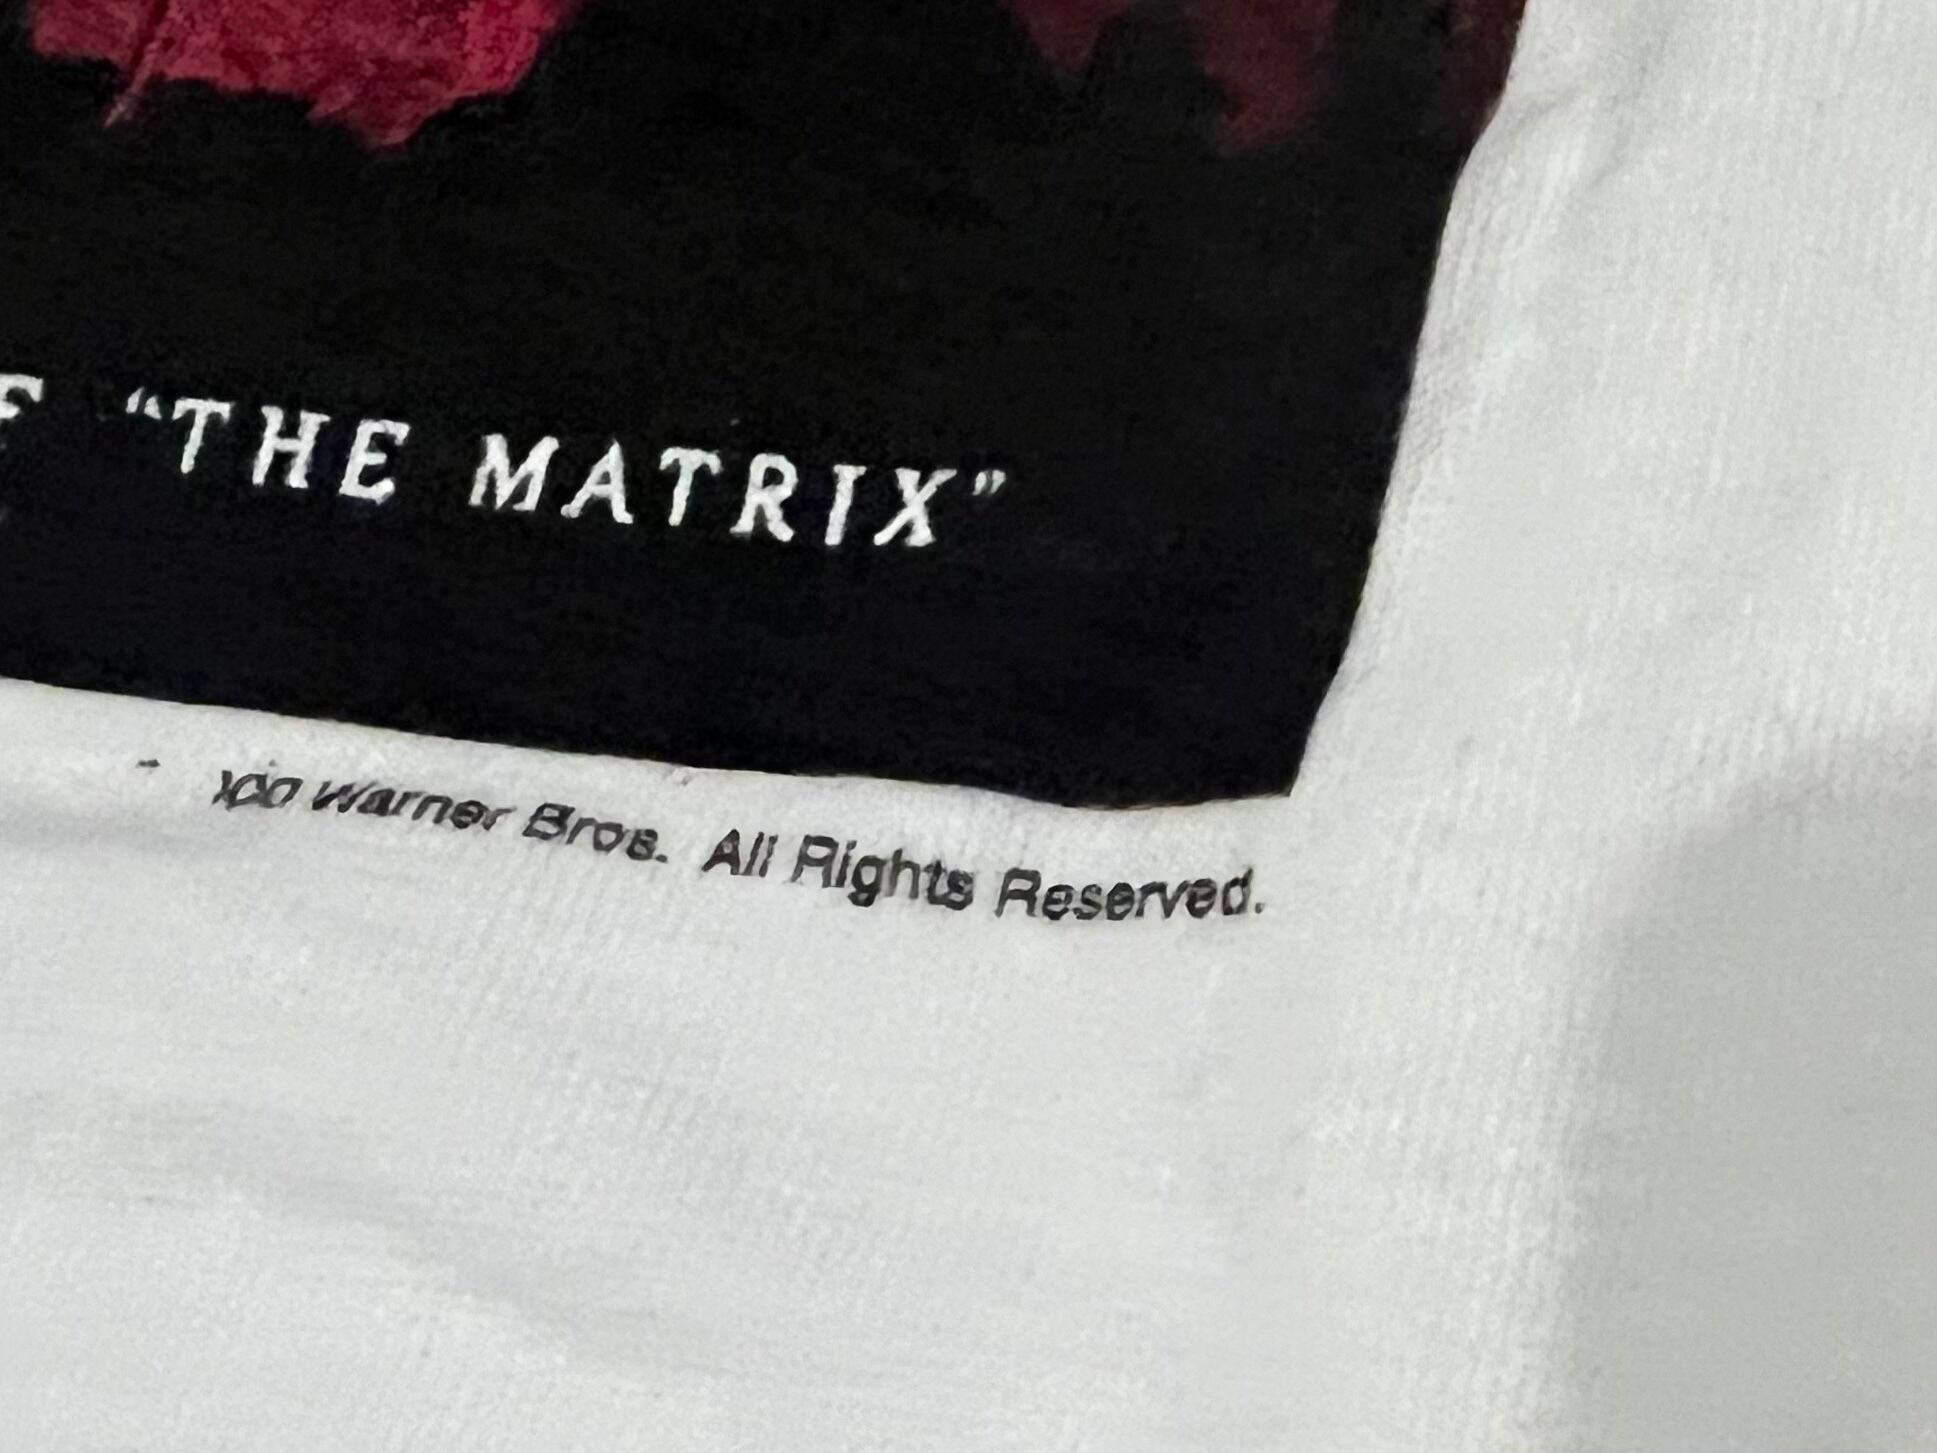 "THE MATRIX"
Warner Bros. All Rights Reserved.